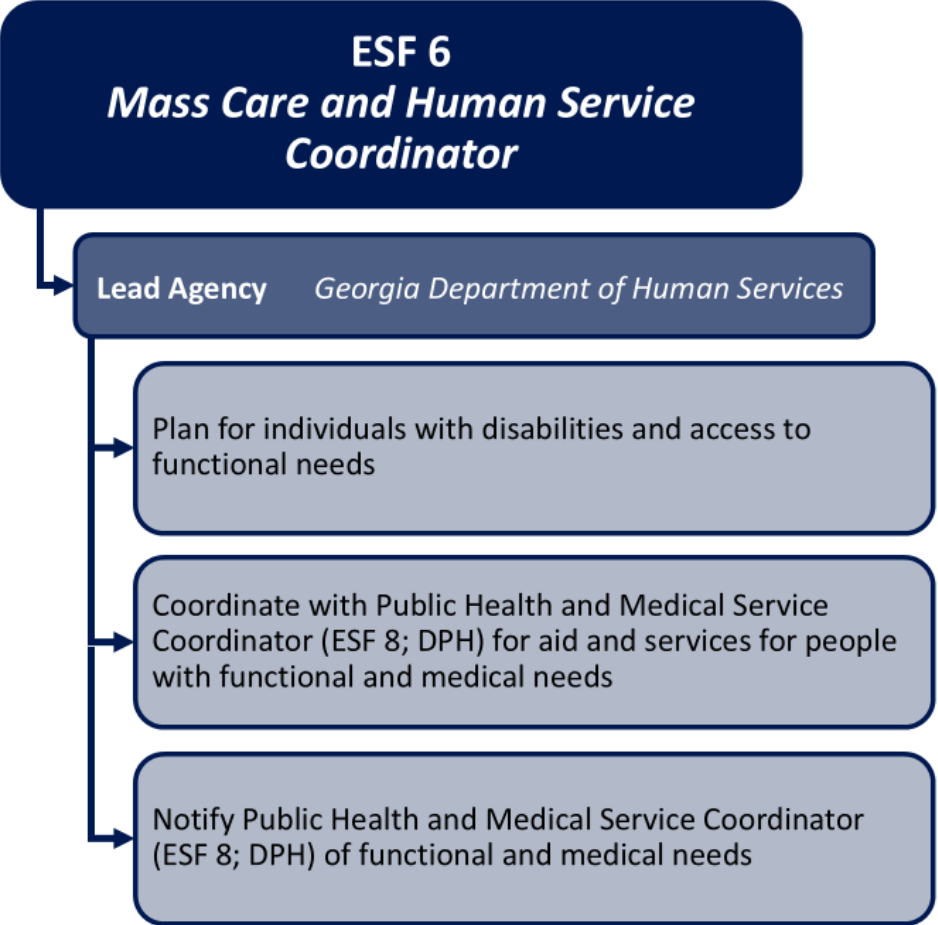 ESF 6
Mass Care and Human Service
Coordinator
Lead Agency Georgia Department of Human Services
Plan for individuals with disabilities and access to
functional needs
Coordinate with Public Health and Medical Service
Coordinator (ESF 8; DPH) for aid and services for people
with functional and medical needs
Notify Public Health and Medical Service Coordinator
(ESF 8; DPH) of functional and medical needs